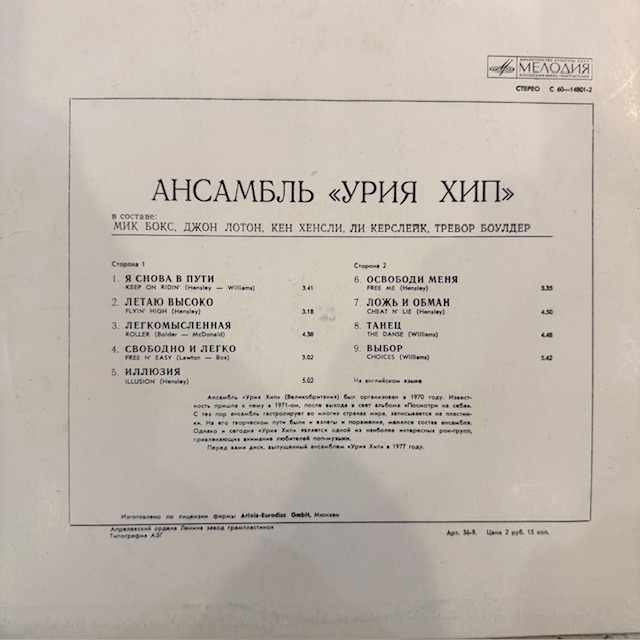 МИНИСТЕРСТВО КУЛЬТУРЫ СССР
МЕЛОДИЯ
ВСЕСОЮЗНАЯ ФИРМА ГРАМПЛАСТИНОК
СТЕРЕО С 60—14801-2
АНСАМБЛЬ «УРИЯ ХИП»
в составе:
МИК БОКС, ДЖОН ЛОТОН, КЕН ХЕНСЛИ, ЛИ КЕРСЛЕЙК, ТРЕВОР БОУЛДЕР
Сторона 1
1. Я СНОВА В ПУТИ
KEEP ON RIDIN' (Hensley — Williams) 3.41
2. ЛЕТАЮ ВЫСОКО
FLYIN' HIGH (Hensley) 3.18
3. ЛЕГКОМЫСЛЕННАЯ
ROLLER (Bolder — McDonald) 4.38
4. СВОБОДНО И ЛЕГКО
FREE N' EASY (Lawton — Box) 3.02
5. ИЛЛЮЗИЯ
ILLUSION (Hensley) 5.02
Сторона 2
6. ОСВОБОДИ МЕНЯ
FREE ME (Hensley) 3.35
7. ЛОЖЬ И ОБМАН
CHEAT N' LIE (Hensley) 4.50
8. ТАНЕЦ
THE DANSE (Williams) 4.48
9. ВЫБОР
CHOICES (Williams) 5.42
На английском языке
Ансамбль «Урия Хип» (Великобритания) был организован в 1970 году. Извест-
ность пришла к нему в 1971-ом, после выхода в свет альбома «Посмотри на себя».
С тех пор ансамбль гастролирует во многих странах мира, записывается на пластин-
ки. На его творческом пути были и взлеты и поражения, менялся состав ансамбля.
Однако и сегодня «Урия Хип» является одной из наиболее интересных рок-групп,
привлекающих внимание любителей поп-музыки.
Перед вами диск, выпущенный ансамблем «Урия Хип» в 1977 году.
Изготовлено по лицензии фирмы Ariola-Eurodisc GmbH, Мюнхен
Апрелевский ордена Ленина завод грампластинок
Типография АЗГ
Арт. 36-9. Цена 2 руб. 15 коп.